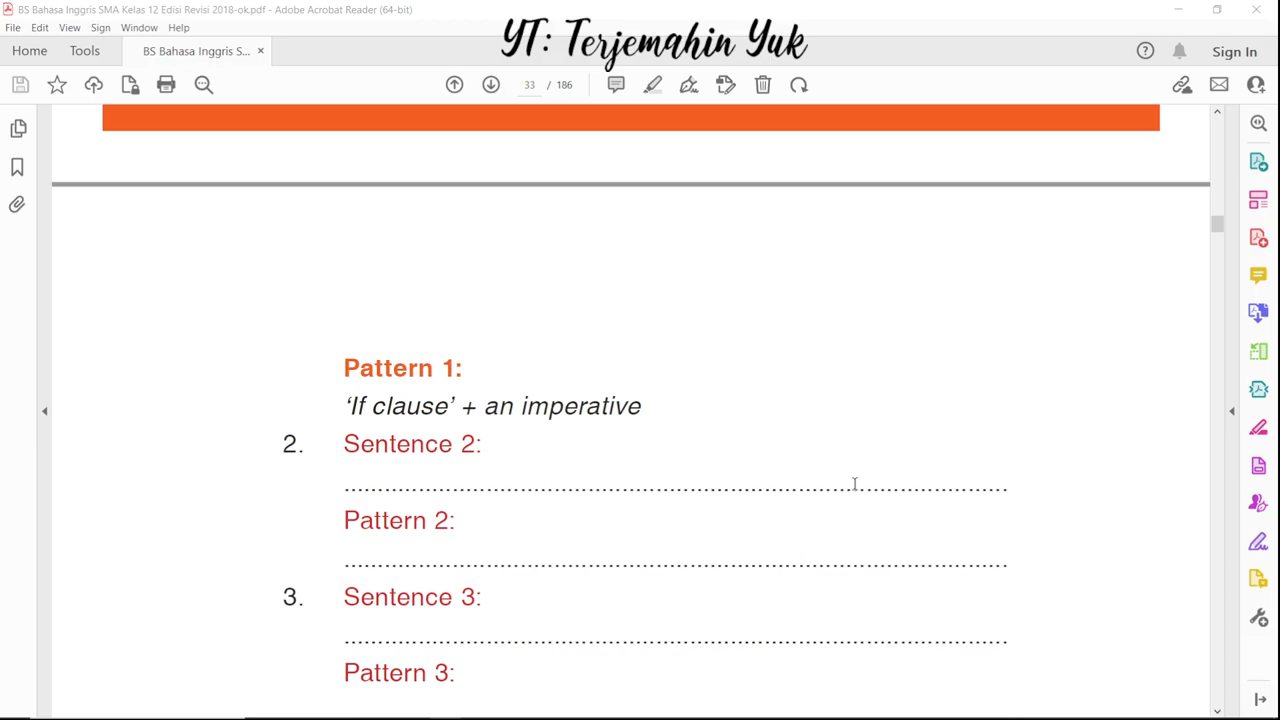 BS Bahasa Inggris SMA Kelas 12 Edisi Revisi 2018-ok.pdf - Adobe Acrobat Reader (64-bit)
YT: Terjemahin Yuk
File Edit View Sign Window Help
Home Tools BS Bahasa Inggris S... × Sign In
33 / 186
Pattern 1:
‘If clause’ + an imperative
2. Sentence 2:
....................................................................................
Pattern 2:
....................................................................................
3. Sentence 3:
....................................................................................
Pattern 3: